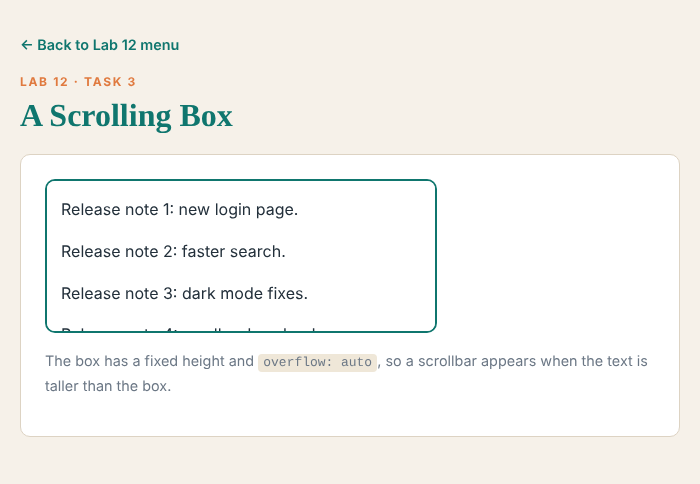 ← Back to Lab 12 menu
LAB 12 · TASK 3
A Scrolling Box
Release note 1: new login page.
Release note 2: faster search.
Release note 3: dark mode fixes.
The box has a fixed height and overflow: auto, so a scrollbar appears when the text is
taller than the box.